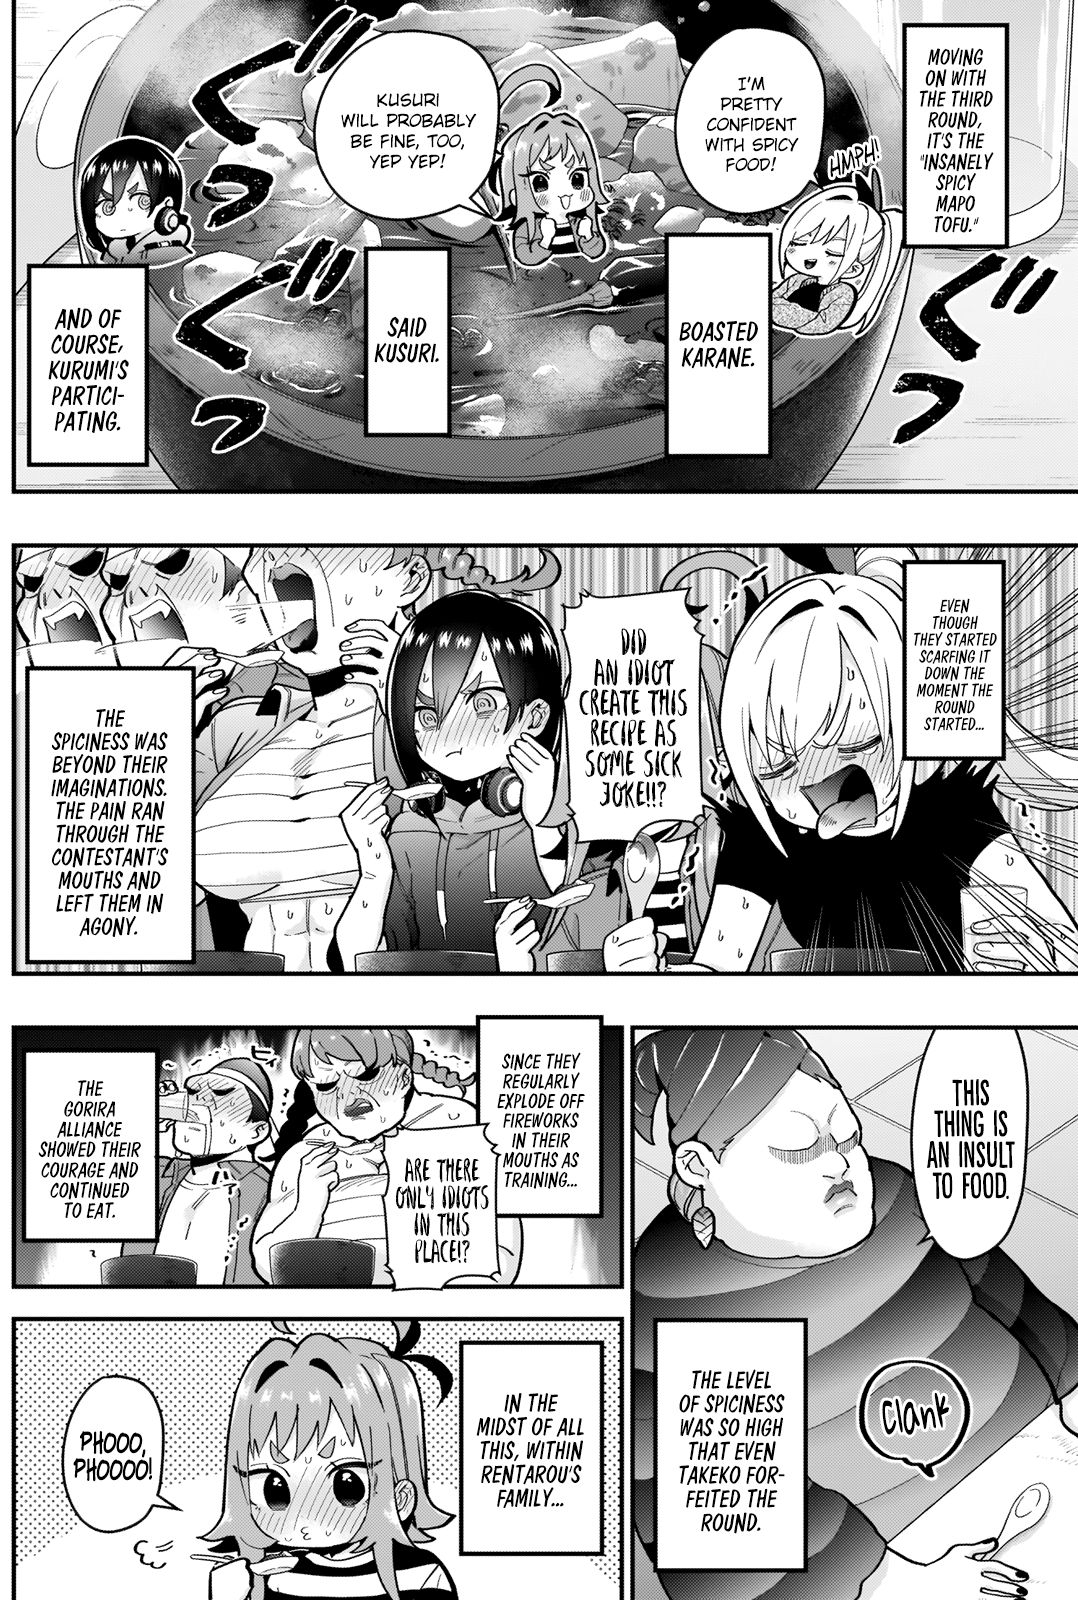 MOVING
ON WITH
THE THIRD
ROUND,
IT'S THE
"INSANELY
SPICY
MAPO
TOFU."
I'M
PRETTY
CONFIDENT
WITH SPICY
FOOD!
HMPH!
BOASTED
KARANE.
KUSURI
WILL PROBABLY
BE FINE, TOO,
YEP YEP!
SAID
KUSURI.
AND OF
COURSE,
KURUMI'S
PARTICI-
PATING.
ぐつ
ぐつ
EVEN
THOUGH
THEY STARTED
SCARFING IT
DOWN THE
MOMENT THE
ROUND
STARTED...
DID
AN IDIOT
CREATE THIS
RECIPE AS
SOME SICK
JOKE!!?
THE
SPICINESS WAS
BEYOND THEIR
IMAGINATIONS.
THE PAIN RAN
THROUGH THE
CONTESTANT'S
MOUTHS AND
LEFT THEM IN
AGONY.
THIS
THING IS
AN INSULT
TO FOOD.
Clank
THE LEVEL
OF SPICINESS
WAS SO HIGH
THAT EVEN
TAKEKO FOR-
FEITED THE
ROUND.
SINCE THEY
REGULARLY
EXPLODE OFF
FIREWORKS
IN THEIR
MOUTHS AS
TRAINING...
ARE THERE
ONLY IDIOTS
IN THIS
PLACE!?
THE
GORIRA
ALLIANCE
SHOWED THEIR
COURAGE AND
CONTINUED
TO EAT.
IN THE
MIDST OF ALL
THIS, WITHIN
RENTAROU'S
FAMILY...
PHOOO,
PHOOOO!